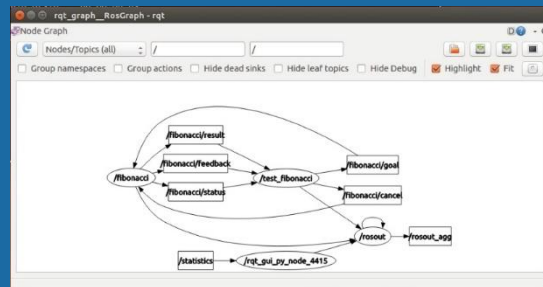 rqt_graph__RosGraph - rqt
Node Graph
D
Nodes/Topics (all) / /
Group namespaces Group actions Hide dead sinks Hide leaf topics Hide Debug Highlight Fit
/fibonacci/result
/fibonacci/feedback
/fibonacci/goal
/fibonacci
/test_fibonacci
/fibonacci/status
/fibonacci/cancel
/rosout
/rosout_agg
/statistics
/rqt_gui_py_node_4415